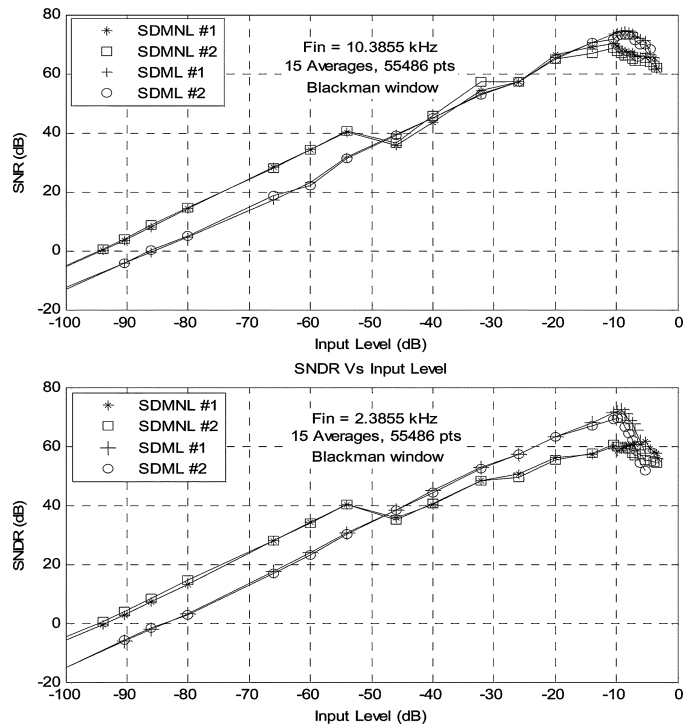 80
60
40
20
0
-20
SNR (dB)
SDMNL #1
SDMNL #2
SDML #1
SDML #2
Fin = 10.3855 kHz
15 Averages, 55486 pts
Blackman window
-100 -90 -80 -70 -60 -50 -40 -30 -20 -10 0
Input Level (dB)
SNDR Vs Input Level
80
60
40
20
0
-20
SNDR (dB)
SDMNL #1
SDMNL #2
SDML #1
SDML #2
Fin = 2.3855 kHz
15 Averages, 55486 pts
Blackman window
-100 -90 -80 -70 -60 -50 -40 -30 -20 -10 0
Input Level (dB)